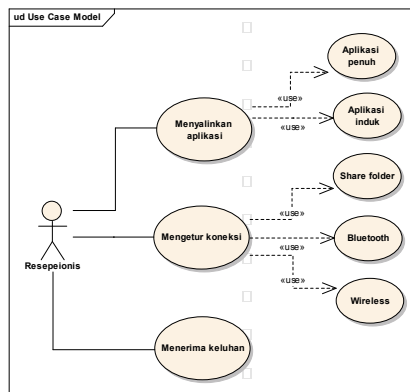 ud Use Case Model
Aplikasi
penuh
Menyalinkan
aplikasi
«use»
Aplikasi
induk
«use»
Share folder
«use»
Mengetur koneksi
Bluetooth
«use»
Resepeionis
«use»
Wireless
Menerima keluhan